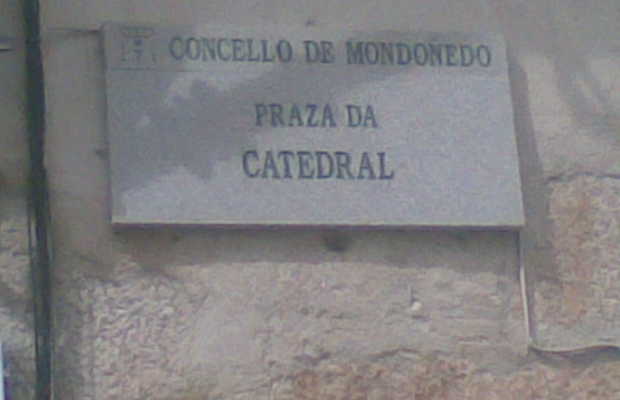 CONCELLO DE MONDOÑEDO
PRAZA DA
CATEDRAL